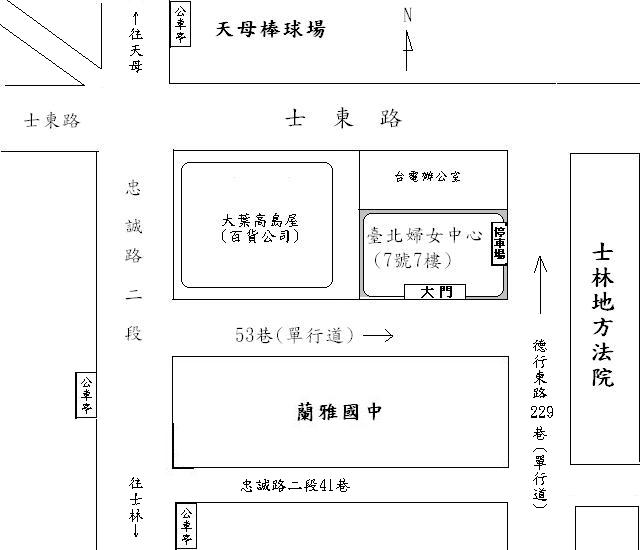 ↑往天母
公車亭
天母棒球場
N
士東路
士東路
台電辦公室
忠誠路二段
大葉高島屋
(百貨公司)
臺北婦女中心
(7號7樓)
停車場
大門
士林地方法院
53巷(單行道)
德行東路229巷(單行道)
公車亭
蘭雅國中
忠誠路二段41巷
往士林↓
公車亭